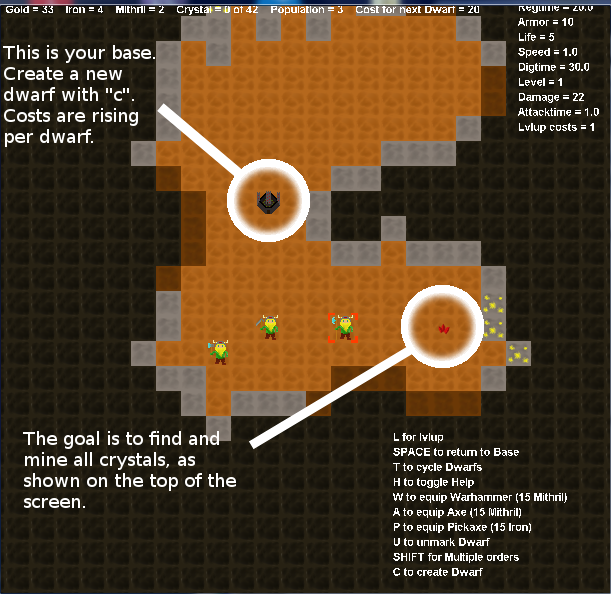 Gold = 33 Iron = 4 Mithril = 2 Crystal = 0 of 42 Population = 3 Cost for next Dwarf = 20
Regtime = 20.0
Armor = 10
Life = 5
Speed = 1.0
Digtime = 30.0
Level = 1
Damage = 22
Attacktime = 1.0
Lvlup costs = 1
This is your base.
Create a new
dwarf with "c".
Costs are rising
per dwarf.
The goal is to find and
mine all crystals, as
shown on the top of the
screen.
L for lvlup
SPACE to return to Base
T to cycle Dwarfs
H to toggle Help
W to equip Warhammer (15 Mithril)
A to equip Axe (15 Mithril)
P to equip Pickaxe (15 Iron)
U to unmark Dwarf
SHIFT for Multiple orders
C to create Dwarf